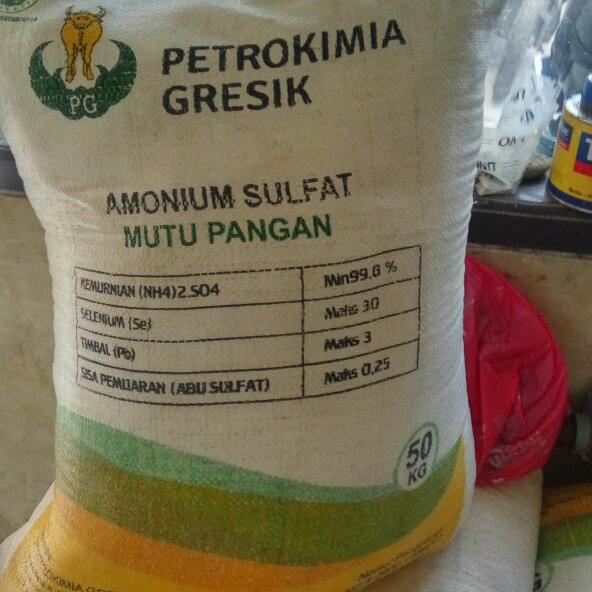 PG
PETROKIMIA
GRESIK
AMONIUM SULFAT
MUTU PANGAN
KEMURNIAN (NH4)2.SO4 Min99.0 %
SELENIUM (Se) Maks 30
TIMBAL (Pb) Maks 3
SISA PEMIJARAN (ABU SULFAT) Maks 0.25
50
KG